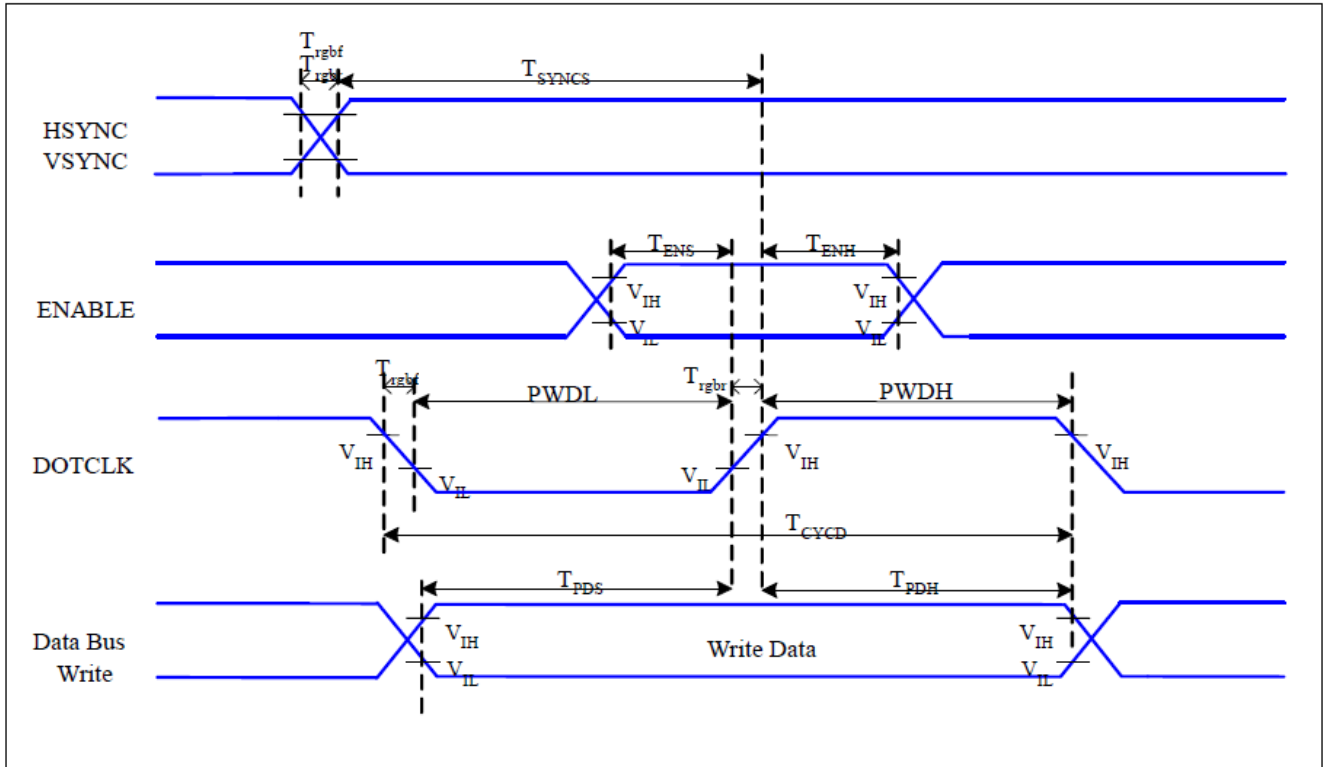 Trgbf
Trgbr
TSYNCS
HSYNC
VSYNC
TENS
TENH
VIH
VIH
ENABLE
VIL
VIL
Trgbf
Trgbr
PWDL
PWDH
VIH
VIH
VIH
DOTCLK
VIL
VIL
TCYCD
TPDS
TPDH
VIH
VIH
Data Bus
Write
Write Data
VIL
VIL